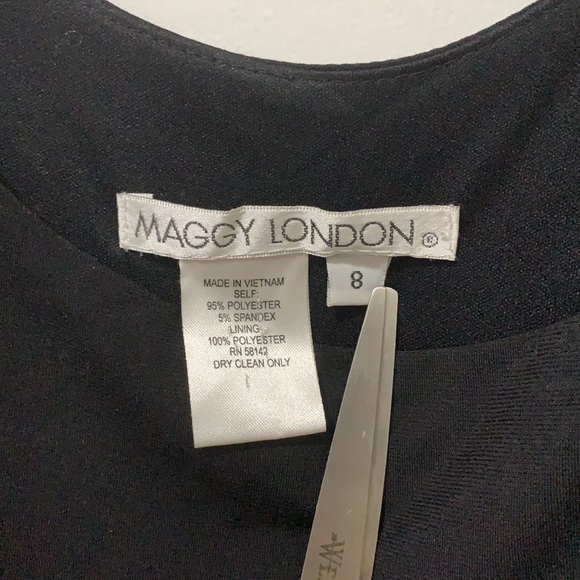 MAGGY LONDON ®
8
MADE IN VIETNAM
SELF:
95% POLYESTER
5% SPANDEX
LINING:
100% POLYESTER
RN 58142
DRY CLEAN ONLY